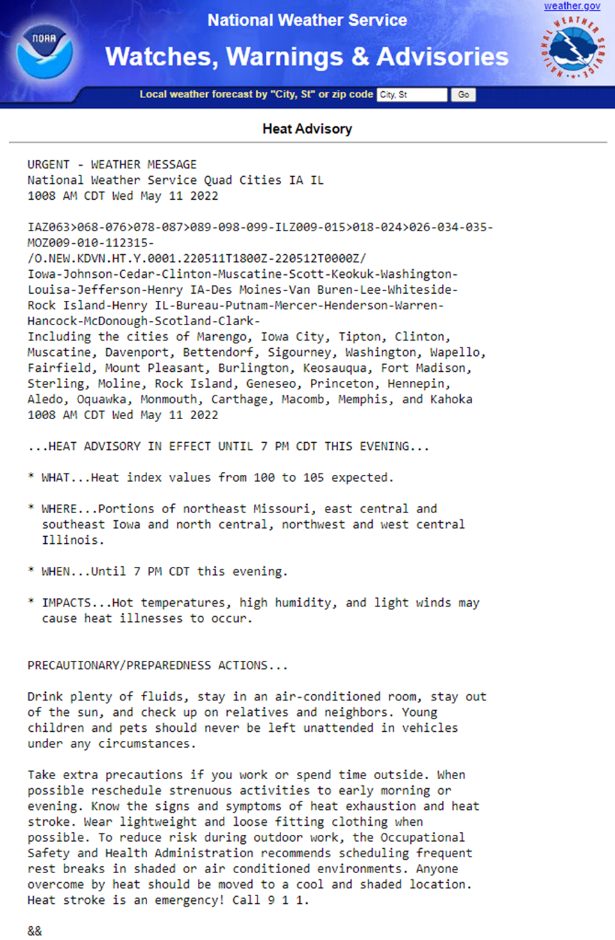 weather.gov
National Weather Service
NOAA
Watches, Warnings & Advisories
NATIONAL WEATHER SERVICE
Local weather forecast by "City, St" or zip code City, St Go
Heat Advisory
URGENT - WEATHER MESSAGE
National Weather Service Quad Cities IA IL
1008 AM CDT Wed May 11 2022
IAZ063>068-076>078-087>089-098-099-ILZ009-015>018-024>026-034-035-
MOZ009-010-112315-
/O.NEW.KDVN.HT.Y.0001.220511T1800Z-220512T0000Z/
Iowa-Johnson-Cedar-Clinton-Muscatine-Scott-Keokuk-Washington-
Louisa-Jefferson-Henry IA-Des Moines-Van Buren-Lee-Whiteside-
Rock Island-Henry IL-Bureau-Putnam-Mercer-Henderson-Warren-
Hancock-McDonough-Scotland-Clark-
Including the cities of Marengo, Iowa City, Tipton, Clinton,
Muscatine, Davenport, Bettendorf, Sigourney, Washington, Wapello,
Fairfield, Mount Pleasant, Burlington, Keosauqua, Fort Madison,
Sterling, Moline, Rock Island, Geneseo, Princeton, Hennepin,
Aledo, Oquawka, Monmouth, Carthage, Macomb, Memphis, and Kahoka
1008 AM CDT Wed May 11 2022
...HEAT ADVISORY IN EFFECT UNTIL 7 PM CDT THIS EVENING...
* WHAT...Heat index values from 100 to 105 expected.
* WHERE...Portions of northeast Missouri, east central and
southeast Iowa and north central, northwest and west central
Illinois.
* WHEN...Until 7 PM CDT this evening.
* IMPACTS...Hot temperatures, high humidity, and light winds may
cause heat illnesses to occur.
PRECAUTIONARY/PREPAREDNESS ACTIONS...
Drink plenty of fluids, stay in an air-conditioned room, stay out
of the sun, and check up on relatives and neighbors. Young
children and pets should never be left unattended in vehicles
under any circumstances.
Take extra precautions if you work or spend time outside. When
possible reschedule strenuous activities to early morning or
evening. Know the signs and symptoms of heat exhaustion and heat
stroke. Wear lightweight and loose fitting clothing when
possible. To reduce risk during outdoor work, the Occupational
Safety and Health Administration recommends scheduling frequent
rest breaks in shaded or air conditioned environments. Anyone
overcome by heat should be moved to a cool and shaded location.
Heat stroke is an emergency! Call 9 1 1.
&&